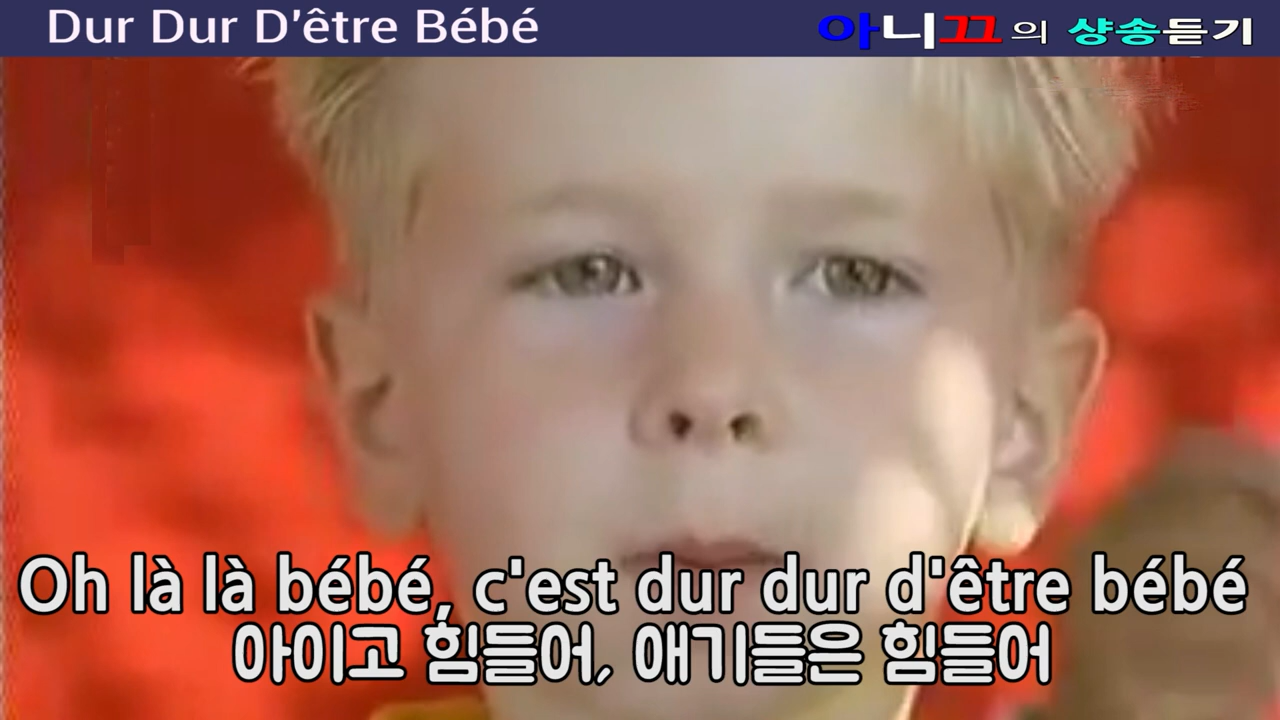 Dur Dur D'être Bébé
아니끄의 샹송듣기
Oh là là bébé, c'est dur dur d'être bébé
아이고 힘들어, 얘기들은 힘들어